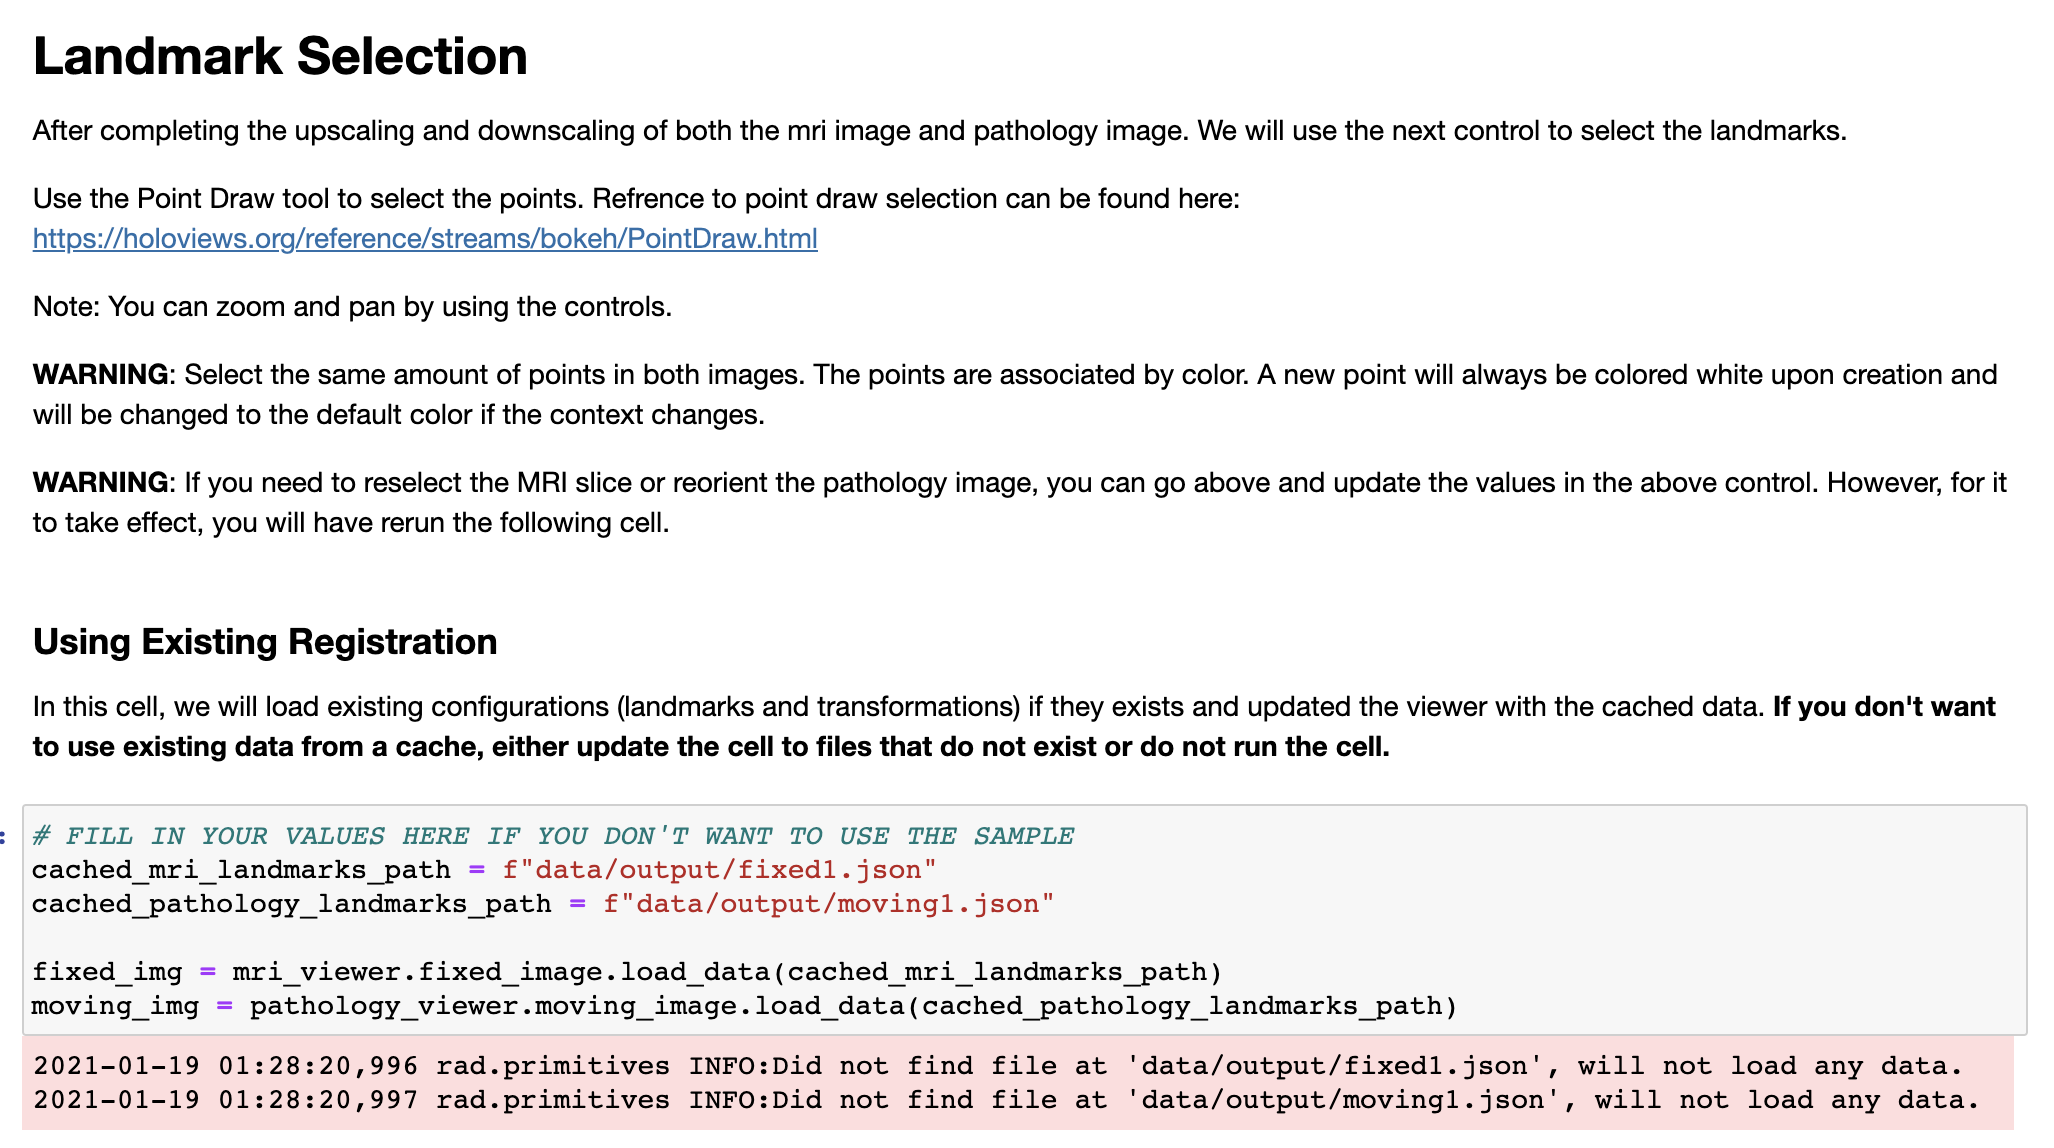 Landmark Selection
After completing the upscaling and downscaling of both the mri image and pathology image. We will use the next control to select the landmarks.
Use the Point Draw tool to select the points. Refrence to point draw selection can be found here:
https://holoviews.org/reference/streams/bokeh/PointDraw.html
Note: You can zoom and pan by using the controls.
WARNING: Select the same amount of points in both images. The points are associated by color. A new point will always be colored white upon creation and
will be changed to the default color if the context changes.
WARNING: If you need to reselect the MRI slice or reorient the pathology image, you can go above and update the values in the above control. However, for it
to take effect, you will have rerun the following cell.
Using Existing Registration
In this cell, we will load existing configurations (landmarks and transformations) if they exists and updated the viewer with the cached data. If you don't want
to use existing data from a cache, either update the cell to files that do not exist or do not run the cell.
: # FILL IN YOUR VALUES HERE IF YOU DON'T WANT TO USE THE SAMPLE
cached_mri_landmarks_path = f"data/output/fixed1.json"
cached_pathology_landmarks_path = f"data/output/moving1.json"
fixed_img = mri_viewer.fixed_image.load_data(cached_mri_landmarks_path)
moving_img = pathology_viewer.moving_image.load_data(cached_pathology_landmarks_path)
2021-01-19 01:28:20,996 rad.primitives INFO:Did not find file at 'data/output/fixed1.json', will not load any data.
2021-01-19 01:28:20,997 rad.primitives INFO:Did not find file at 'data/output/moving1.json', will not load any data.